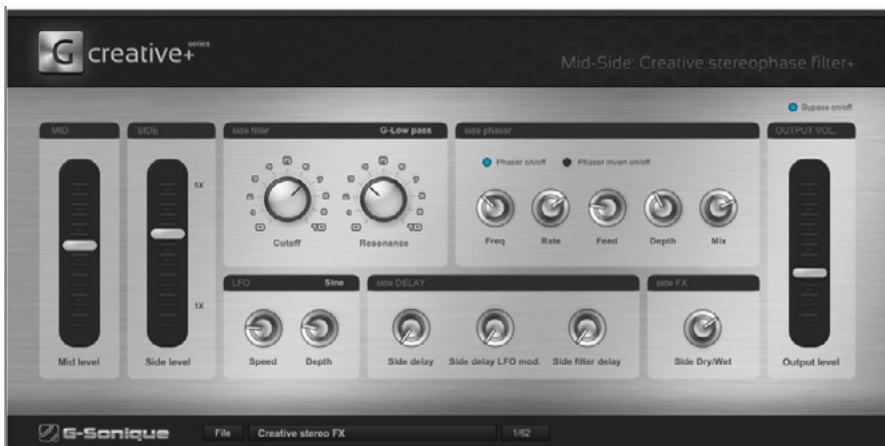 G creative+ series
Mid-Side: Creative stereophase filter+
Bypass on/off
MID
SIDE
side filter
G-Low pass
side phaser
OUTPUT VOL.
Phaser on/off
Phaser Invert on/off
5X
1X
Cutoff
Resonance
Freq
Rate
Feed
Depth
Mix
LFO
Sine
side DELAY
side FX
Mid level
Side level
Speed
Depth
Side delay
Side delay LFO mod.
Side filter delay
Side Dry/Wet
Output level
G-Sonique
File
Creative stereo FX
1/62